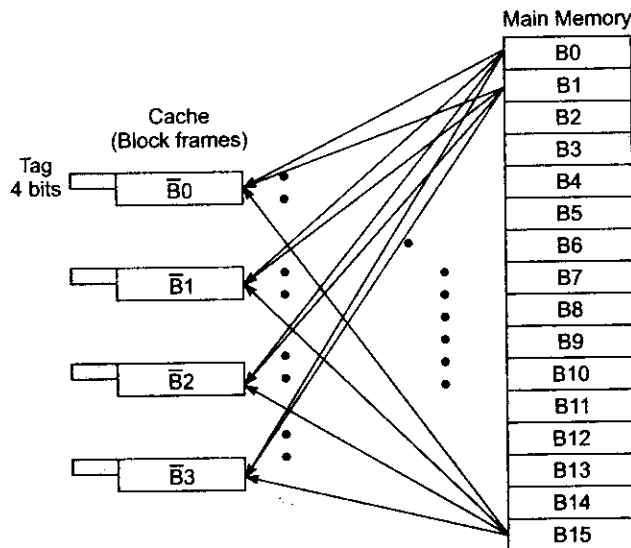 Main Memory
B0
B1
B2
B3
B4
B5
B6
B7
B8
B9
B10
B11
B12
B13
B14
B15
Cache
(Block frames)
Tag
4 bits
B̅0
B̅1
B̅2
B̅3